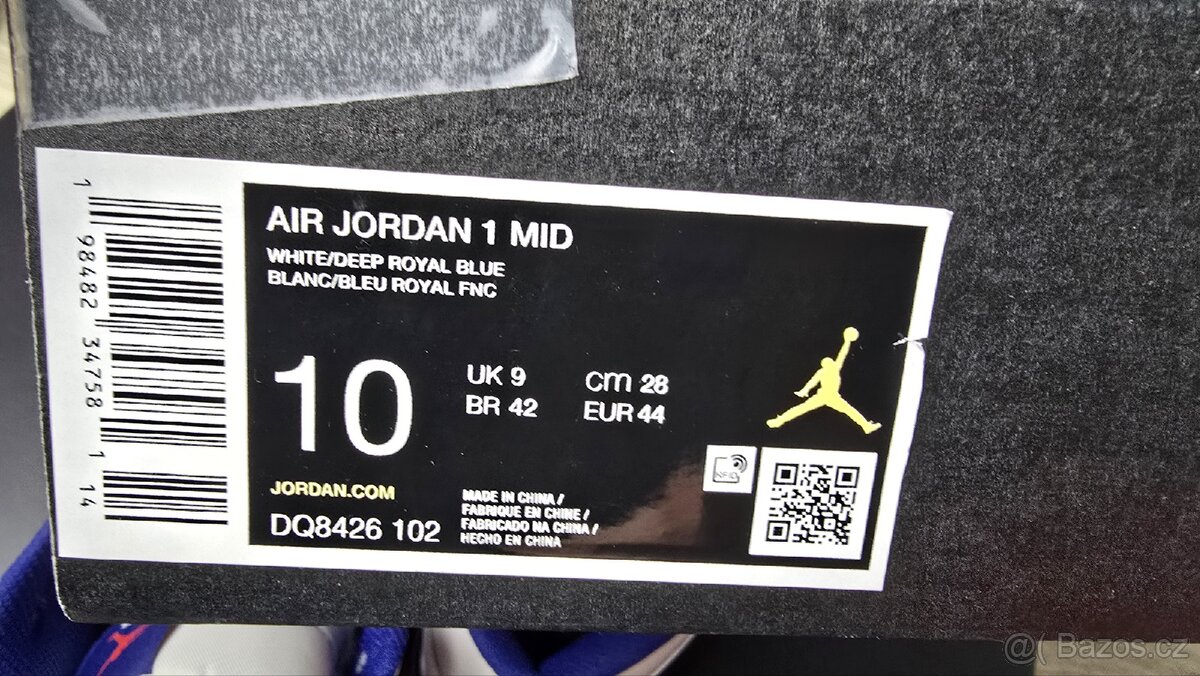 AIR JORDAN 1 MID
WHITE/DEEP ROYAL BLUE
BLANC/BLEU ROYAL FNC
10
UK 9
cm 28
BR 42
EUR 44
JORDAN.COM
DQ8426 102
MADE IN CHINA /
FABRIQUE EN CHINE /
FABRICADO NA CHINA /
HECHO EN CHINA
RFID
1 98482 34758 1 14
@( Bazos.cz